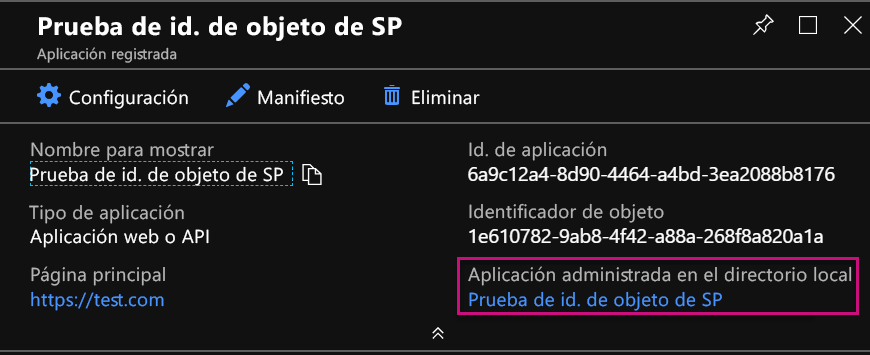 Prueba de id. de objeto de SP
Aplicación registrada
Configuración
Manifiesto
Eliminar
Nombre para mostrar
Prueba de id. de objeto de SP
Tipo de aplicación
Aplicación web o API
Página principal
https://test.com
Id. de aplicación
6a9c12a4-8d90-4464-a4bd-3ea2088b8176
Identificador de objeto
1e610782-9ab8-4f42-a88a-268f8a820a1a
Aplicación administrada en el directorio local
Prueba de id. de objeto de SP